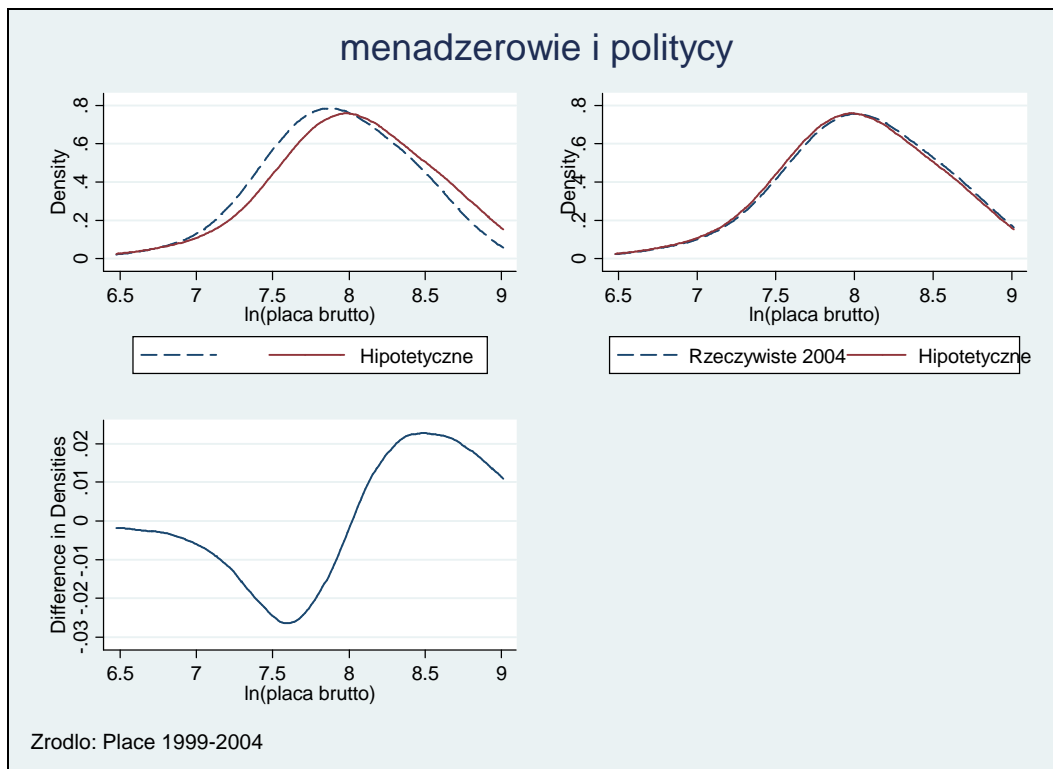 menadzerowie i politycy
Density
0 .2 .4 .6 .8
6.5 7 7.5 8 8.5 9
ln(placa brutto)
Hipotetyczne
Density
0 .2 .4 .6 .8
6.5 7 7.5 8 8.5 9
ln(placa brutto)
Rzeczywiste 2004 Hipotetyczne
Difference in Densities
-.03 -.02 -.01 0 .01 .02
6.5 7 7.5 8 8.5 9
ln(placa brutto)
Zrodlo: Place 1999-2004